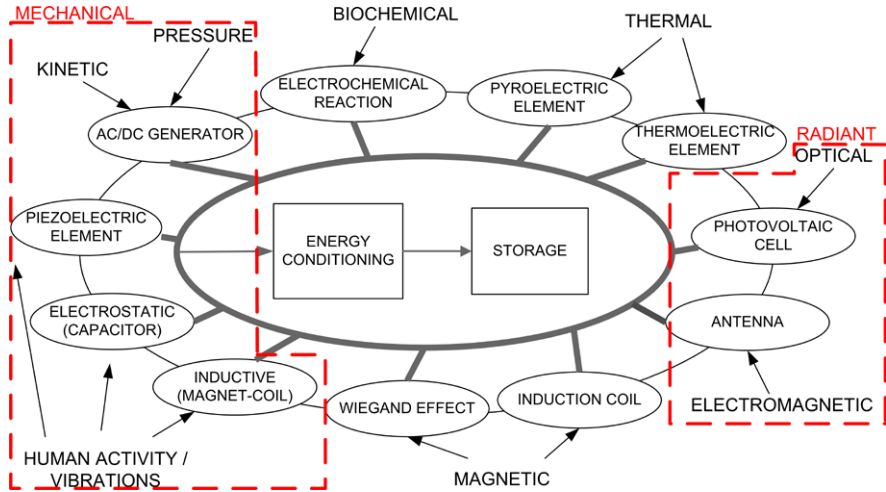 MECHANICAL
BIOCHEMICAL
PRESSURE
THERMAL
KINETIC
ELECTROCHEMICAL
REACTION
PYROELECTRIC
ELEMENT
AC/DC GENERATOR
THERMOELECTRIC
ELEMENT
RADIANT
OPTICAL
PIEZOELECTRIC
ELEMENT
ENERGY
CONDITIONING
STORAGE
PHOTOVOLTAIC
CELL
ELECTROSTATIC
(CAPACITOR)
ANTENNA
INDUCTIVE
(MAGNET-COIL)
WIEGAND EFFECT
INDUCTION COIL
ELECTROMAGNETIC
HUMAN ACTIVITY /
VIBRATIONS
MAGNETIC